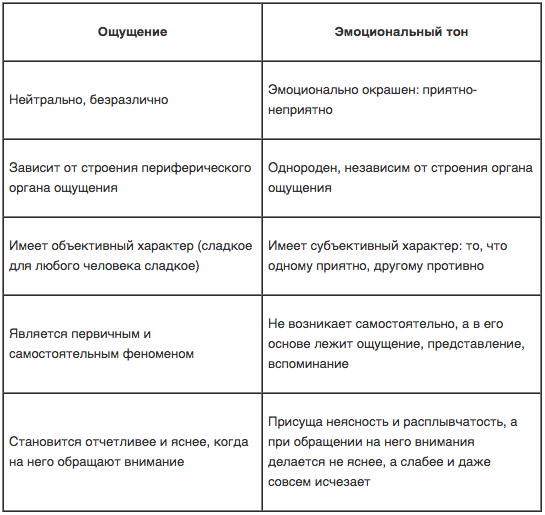 Ощущение
Эмоциональный тон
Нейтрально, безразлично
Эмоционально окрашен: приятно-
неприятно
Зависит от строения периферического
органа ощущения
Однороден, независим от строения органа
ощущения
Имеет объективный характер (сладкое
для любого человека сладкое)
Имеет субъективный характер: то, что
одному приятно, другому противно
Является первичным и
самостоятельным феноменом
Не возникает самостоятельно, а в его
основе лежит ощущение, представление,
вспоминание
Становится отчетливее и яснее, когда
на него обращают внимание
Присуща неясность и расплывчатость, а
при обращении на него внимания
делается не яснее, а слабее и даже
совсем исчезает